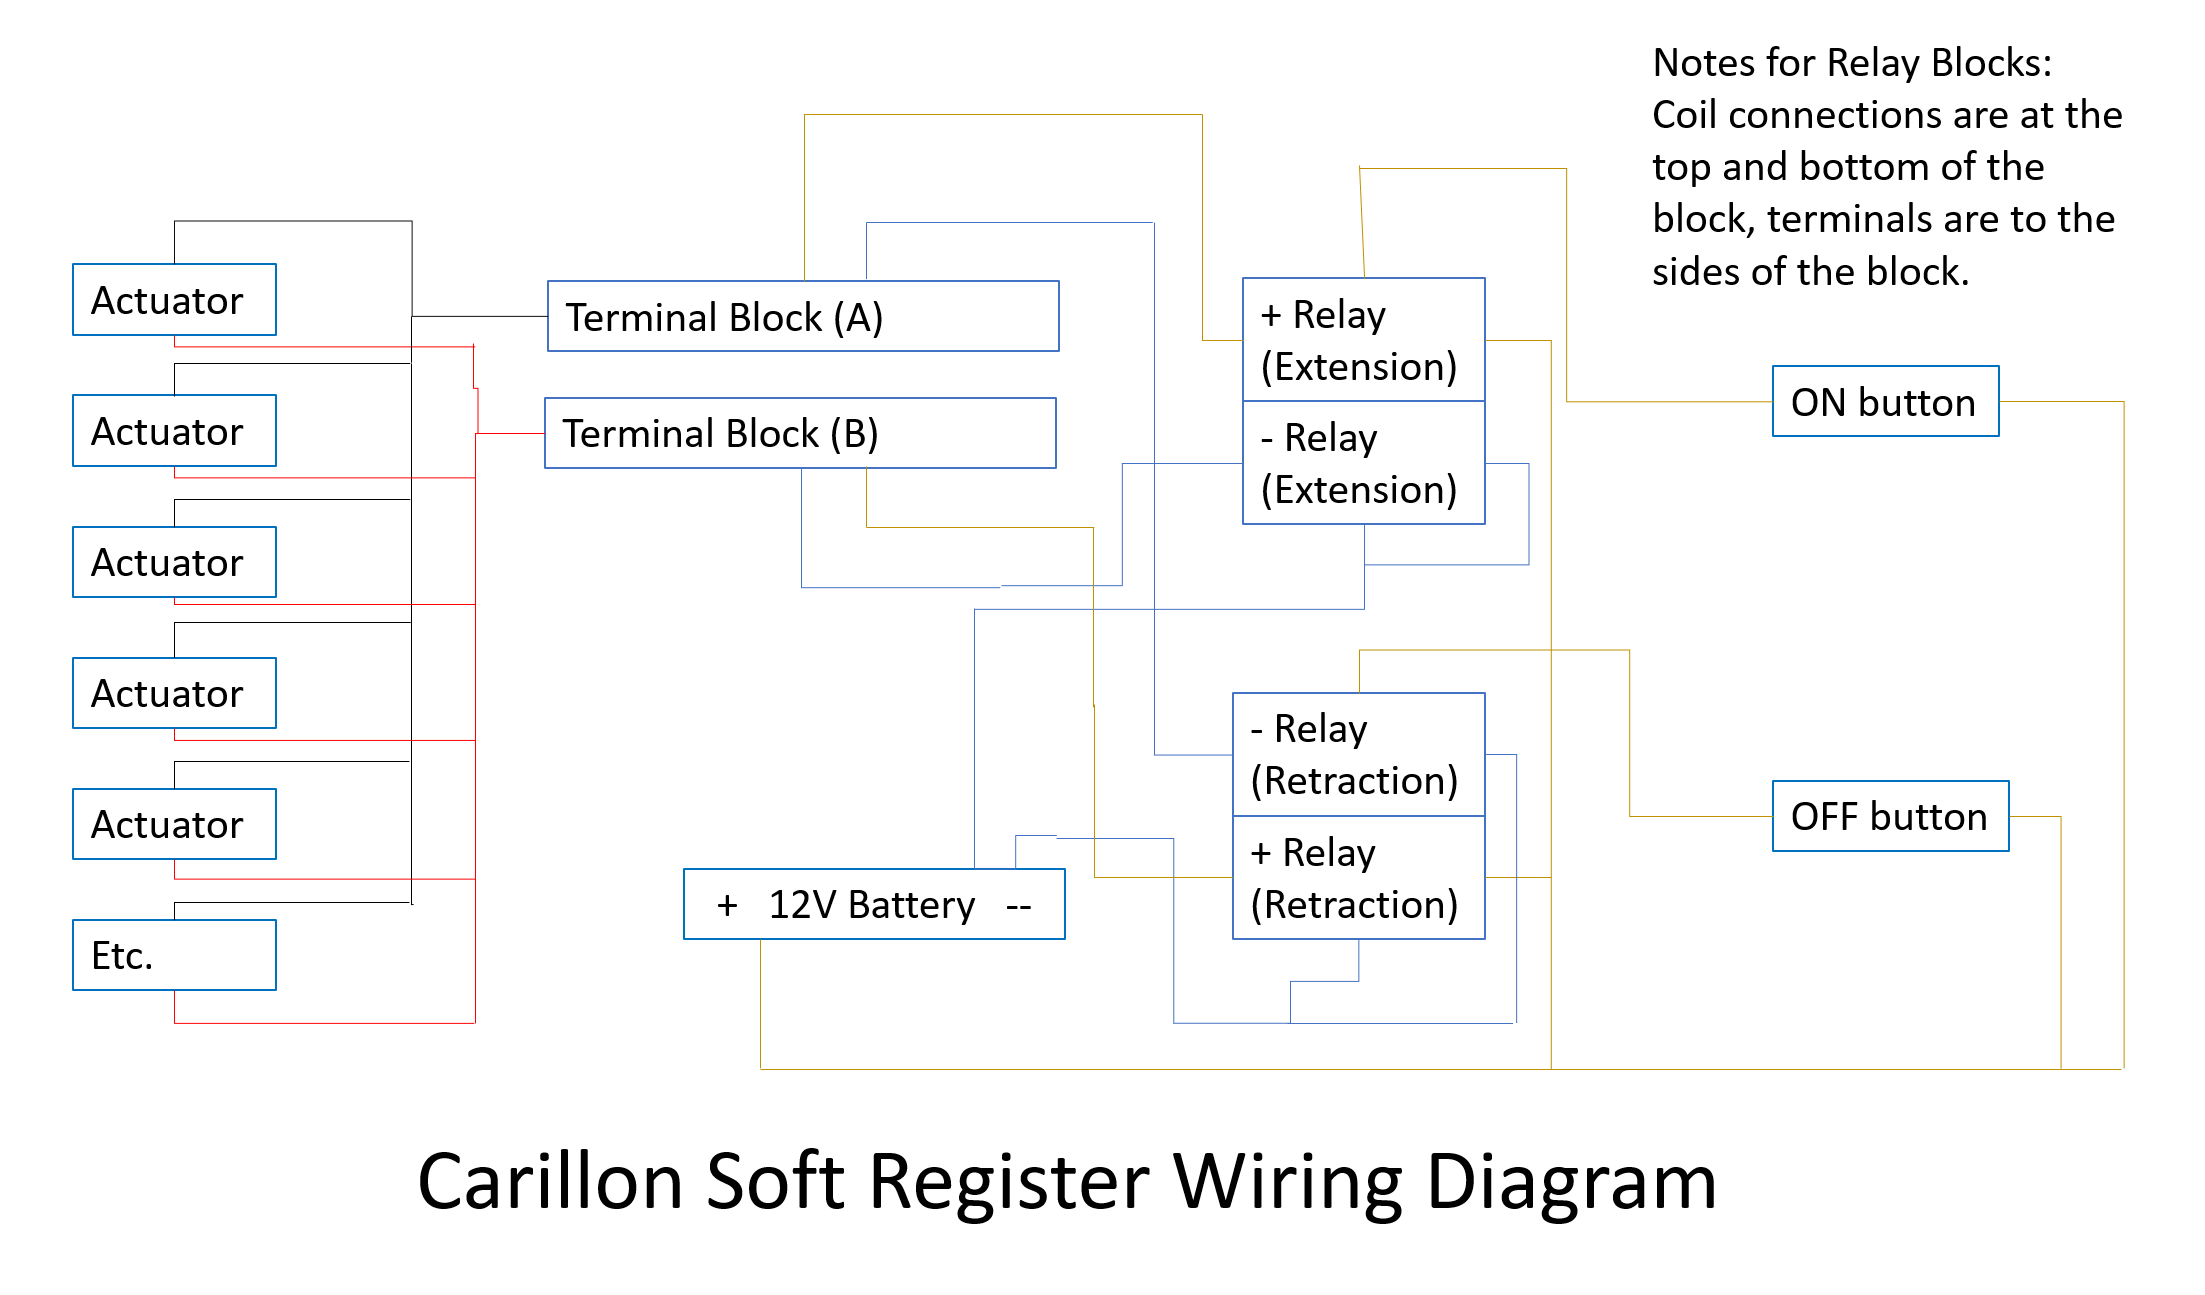 Notes for Relay Blocks:
Coil connections are at the
top and bottom of the
block, terminals are to the
sides of the block.
Actuator
Terminal Block (A)
+ Relay
(Extension)
Actuator
Terminal Block (B)
- Relay
(Extension)
ON button
Actuator
Actuator
- Relay
(Retraction)
Actuator
OFF button
+ Relay
(Retraction)
+ 12V Battery --
Etc.
Carillon Soft Register Wiring Diagram